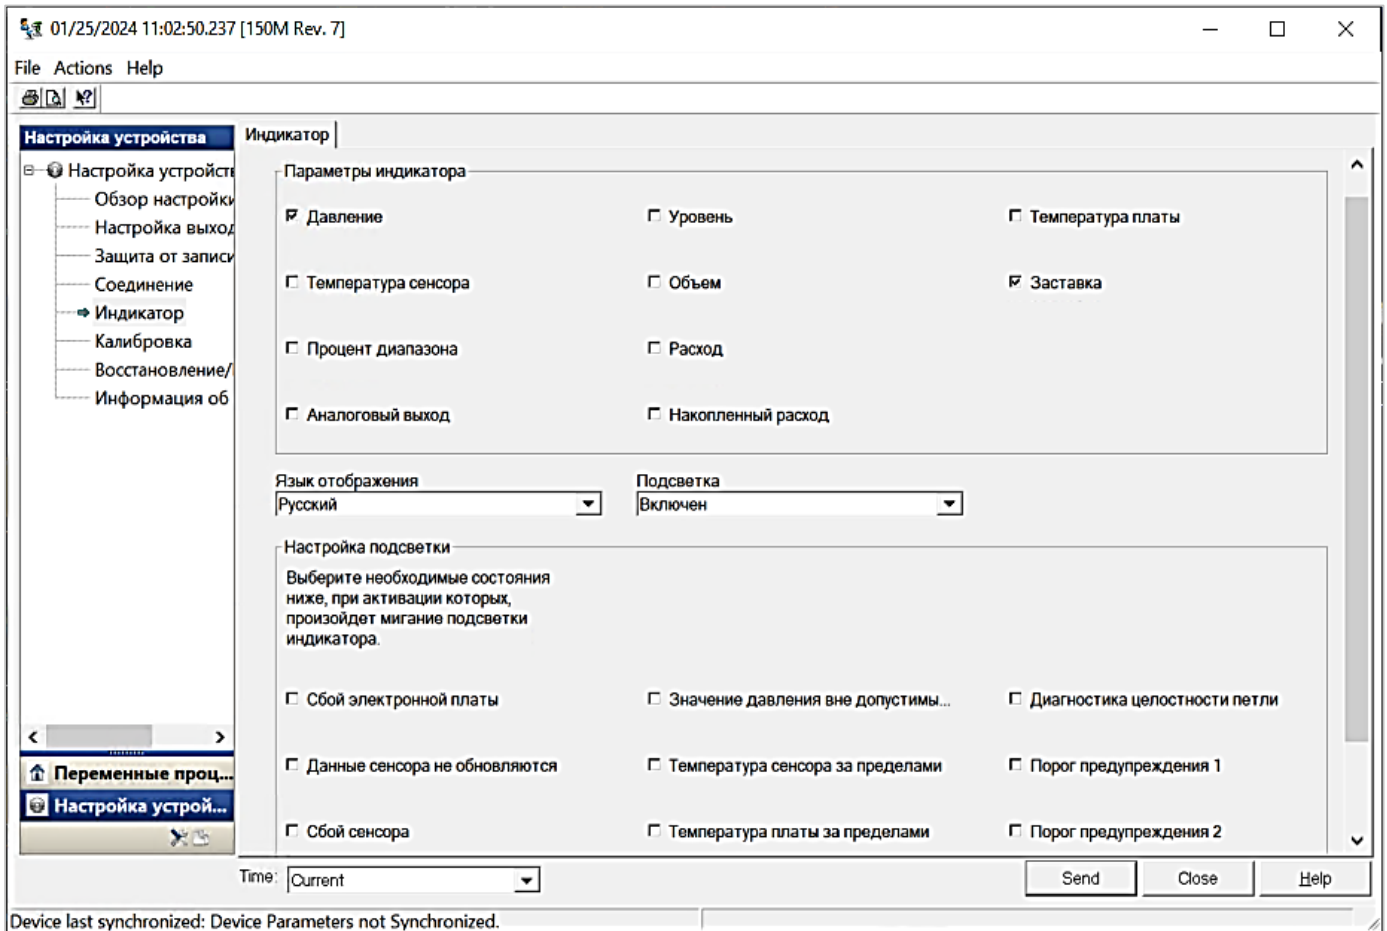 01/25/2024 11:02:50.237 [150M Rev. 7]
File Actions Help
Настройка устройства
Настройка устройств
Обзор настройки
Настройка выход
Защита от записи
Соединение
Индикатор
Калибровка
Восстановление/
Информация об
Переменные проц...
Настройка устрой...
Индикатор
Параметры индикатора
Давление Уровень Температура платы
Температура сенсора Объем Заставка
Процент диапазона Расход
Аналоговый выход Накопленный расход
Язык отображения Подсветка
Русский Включен
Настройка подсветки
Выберите необходимые состояния
ниже, при активации которых,
произойдет мигание подсветки
индикатора.
Сбой электронной платы Значение давления вне допустимы... Диагностика целостности петли
Данные сенсора не обновляются Температура сенсора за пределами Порог предупреждения 1
Сбой сенсора Температура платы за пределами Порог предупреждения 2
Time: Current Send Close Help
Device last synchronized: Device Parameters not Synchronized.